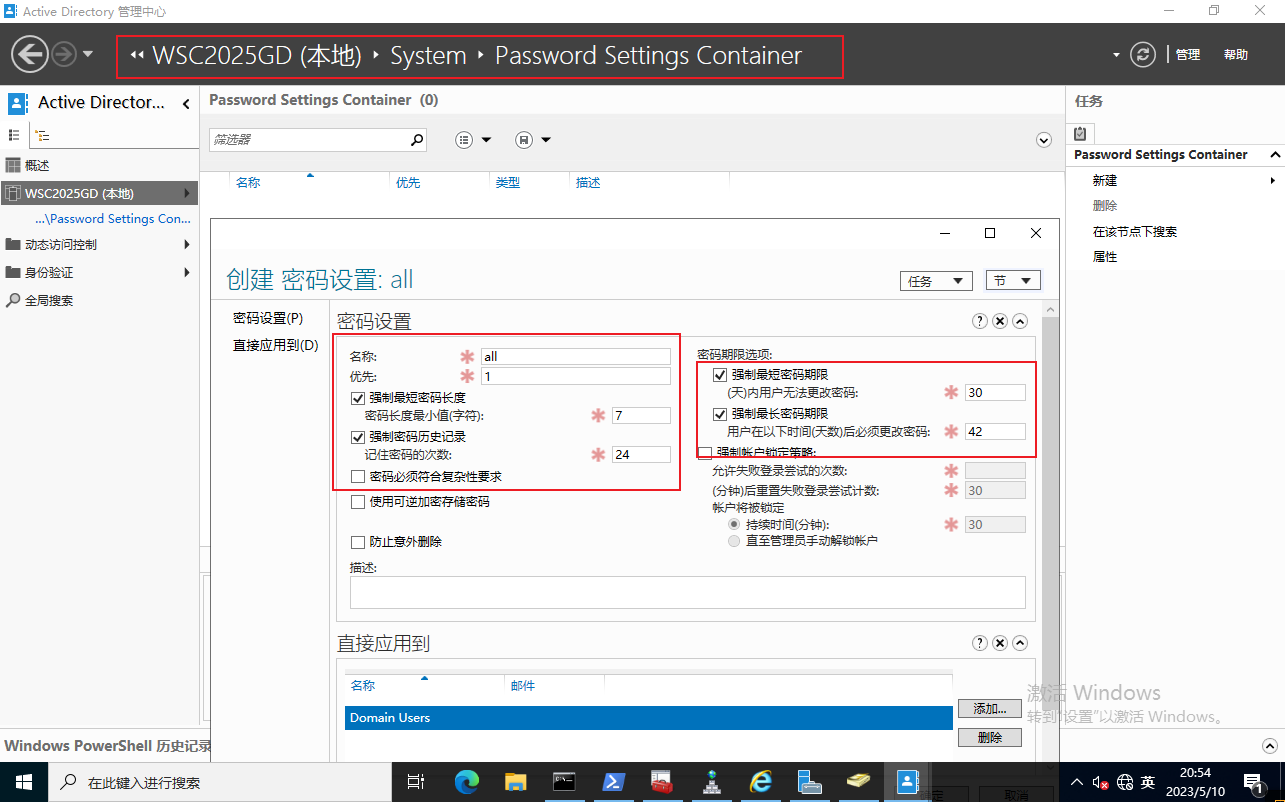 Active Directory 管理中心
WSC2025GD (本地) System Password Settings Container
管理
帮助
Active Director...
概述
WSC2025GD (本地)
...\Password Settings Con...
动态访问控制
身份验证
全局搜索
Password Settings Container (0)
筛选器
名称 优先 类型 描述
任务
Password Settings Container
新建
删除
在该节点下搜索
属性
创建 密码设置: all
任务
节
密码设置(P)
直接应用到(D)
密码设置
名称: all
优先: 1
强制最短密码长度
密码长度最小值(字符): 7
强制密码历史记录
记住密码的次数: 24
密码必须符合复杂性要求
使用可逆加密存储密码
防止意外删除
描述:
密码期限选项:
强制最短密码期限
(天)内用户无法更改密码: 30
强制最长密码期限
用户在以下时间(天数)后必须更改密码: 42
强制帐户锁定策略:
允许失败登录尝试的次数:
(分钟)后重置失败登录尝试计数: 30
帐户将被锁定
持续时间(分钟): 30
直至管理员手动解锁帐户
直接应用到
名称 邮件
Domain Users
添加...
删除
激活 Windows
转到"设置"以激活 Windows。
Windows PowerShell 历史记录
在此键入进行搜索
确定
取消
英
20:54
2023/5/10
1